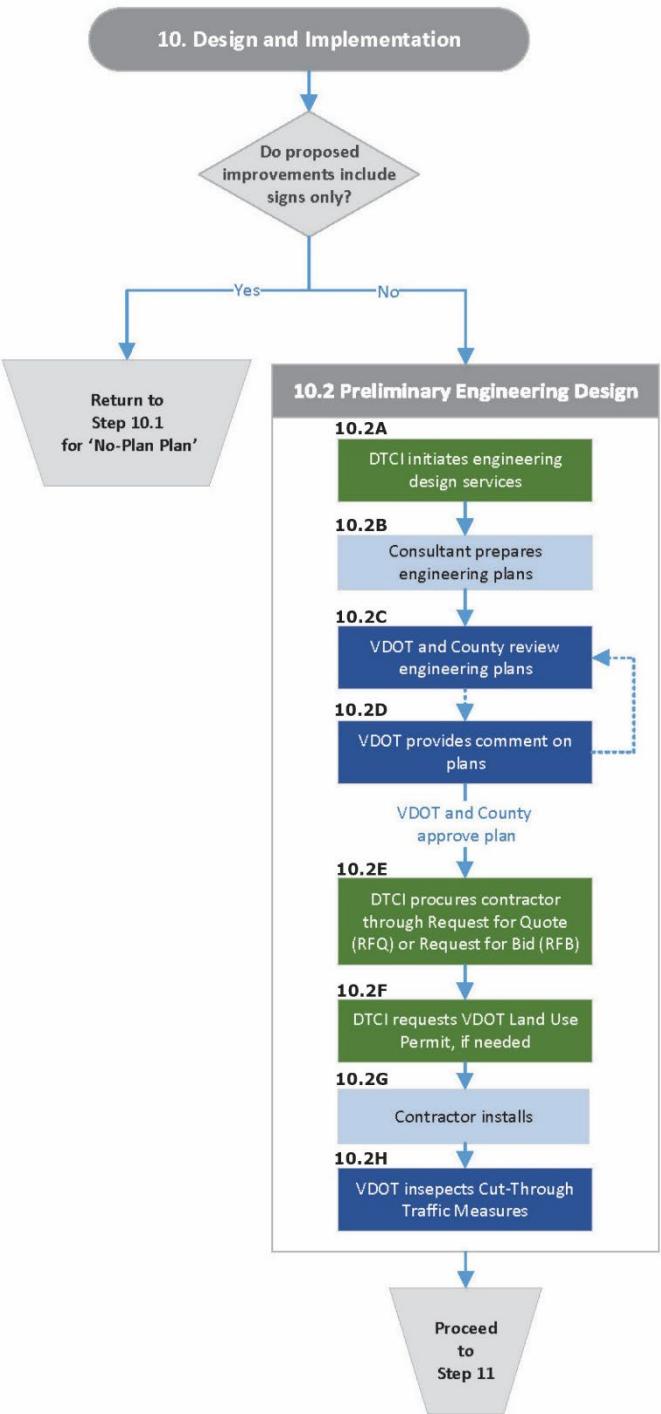 10. Design and Implementation
Do proposed
improvements include
signs only?
Yes
No
Return to
Step 10.1
for ‘No-Plan Plan’
10.2 Preliminary Engineering Design
10.2A
DTCI initiates engineering
design services
10.2B
Consultant prepares
engineering plans
10.2C
VDOT and County review
engineering plans
10.2D
VDOT provides comment on
plans
VDOT and County
approve plan
10.2E
DTCI procures contractor
through Request for Quote
(RFQ) or Request for Bid (RFB)
10.2F
DTCI requests VDOT Land Use
Permit, if needed
10.2G
Contractor installs
10.2H
VDOT insepects Cut-Through
Traffic Measures
Proceed
to
Step 11